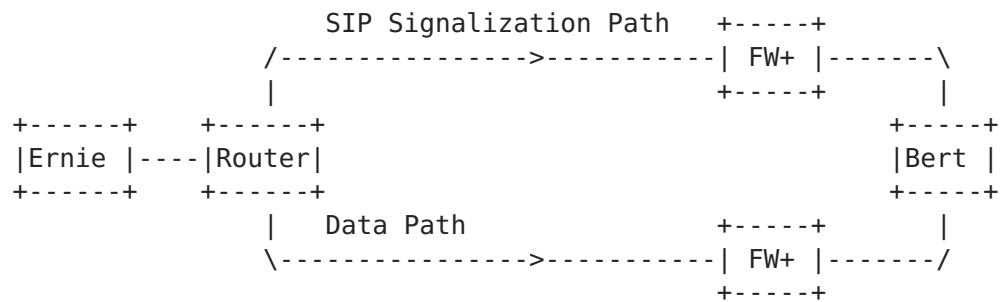 SIP Signalization Path +-----+
/---------------->-----------| FW+ |-------\
| +-----+ |
+------+ +------+ +-----+
|Ernie |----|Router| |Bert |
+------+ +------+ +-----+
| Data Path +-----+ |
\---------------->-----------| FW+ |-------/
+-----+